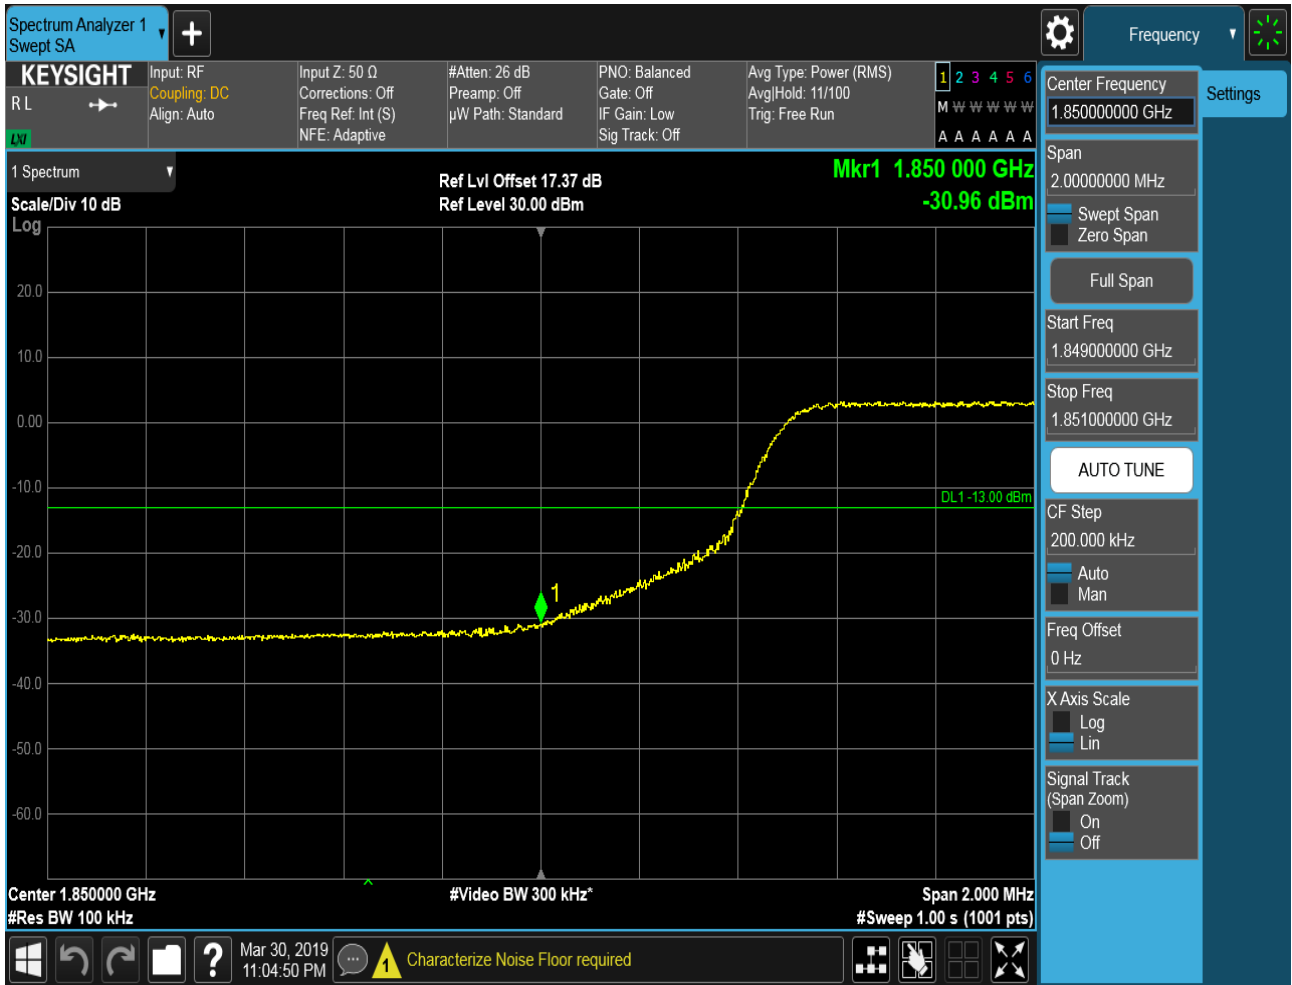 Spectrum Analyzer 1
Swept SA
Frequency
KEYSIGHT
R L
LXI
Input: RF
Coupling: DC
Align: Auto
Input Z: 50 Ω
Corrections: Off
Freq Ref: Int (S)
NFE: Adaptive
#Atten: 26 dB
Preamp: Off
µW Path: Standard
PNO: Balanced
Gate: Off
IF Gain: Low
Sig Track: Off
Avg Type: Power (RMS)
Avg|Hold: 11/100
Trig: Free Run
1 2 3 4 5 6
M W W W W W
A A A A A A
1 Spectrum
Scale/Div 10 dB
Log
Ref Lvl Offset 17.37 dB
Ref Level 30.00 dBm
Mkr1 1.850 000 GHz
-30.96 dBm
20.0
10.0
0.00
-10.0
-20.0
-30.0
-40.0
-50.0
-60.0
DL1 -13.00 dBm
1
Center 1.850000 GHz
#Res BW 100 kHz
#Video BW 300 kHz*
Span 2.000 MHz
#Sweep 1.00 s (1001 pts)
Center Frequency
1.850000000 GHz
Settings
Span
2.00000000 MHz
Swept Span
Zero Span
Full Span
Start Freq
1.849000000 GHz
Stop Freq
1.851000000 GHz
AUTO TUNE
CF Step
200.000 kHz
Auto
Man
Freq Offset
0 Hz
X Axis Scale
Log
Lin
Signal Track
(Span Zoom)
On
Off
?
Mar 30, 2019
11:04:50 PM
1
Characterize Noise Floor required